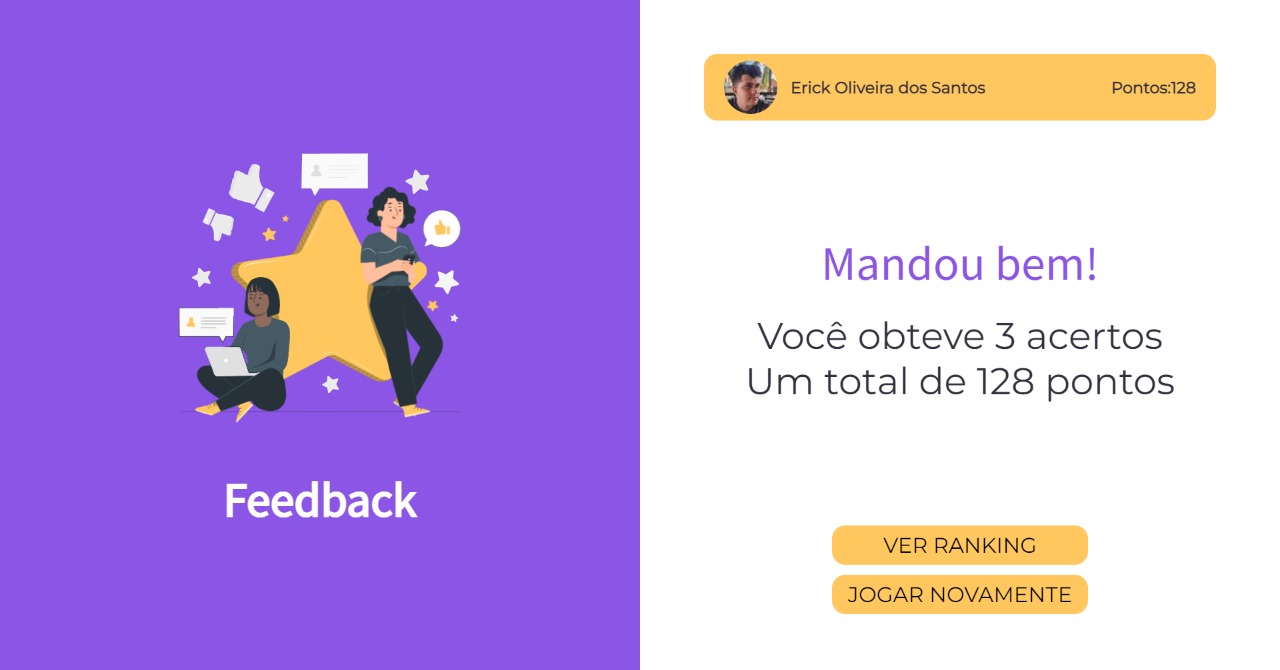 Feedback
Erick Oliveira dos Santos
Pontos:128
Mandou bem!
Você obteve 3 acertos
Um total de 128 pontos
VER RANKING
JOGAR NOVAMENTE